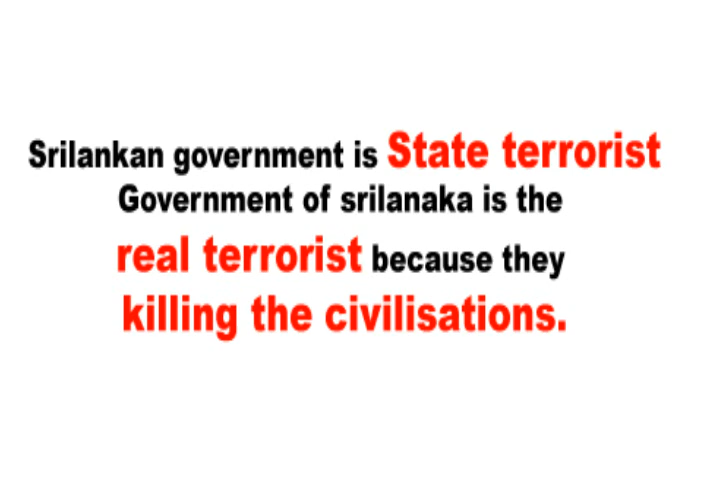 Srilankan government is State terrorist
Government of srilanaka is the
real terrorist because they
killing the civilisations.